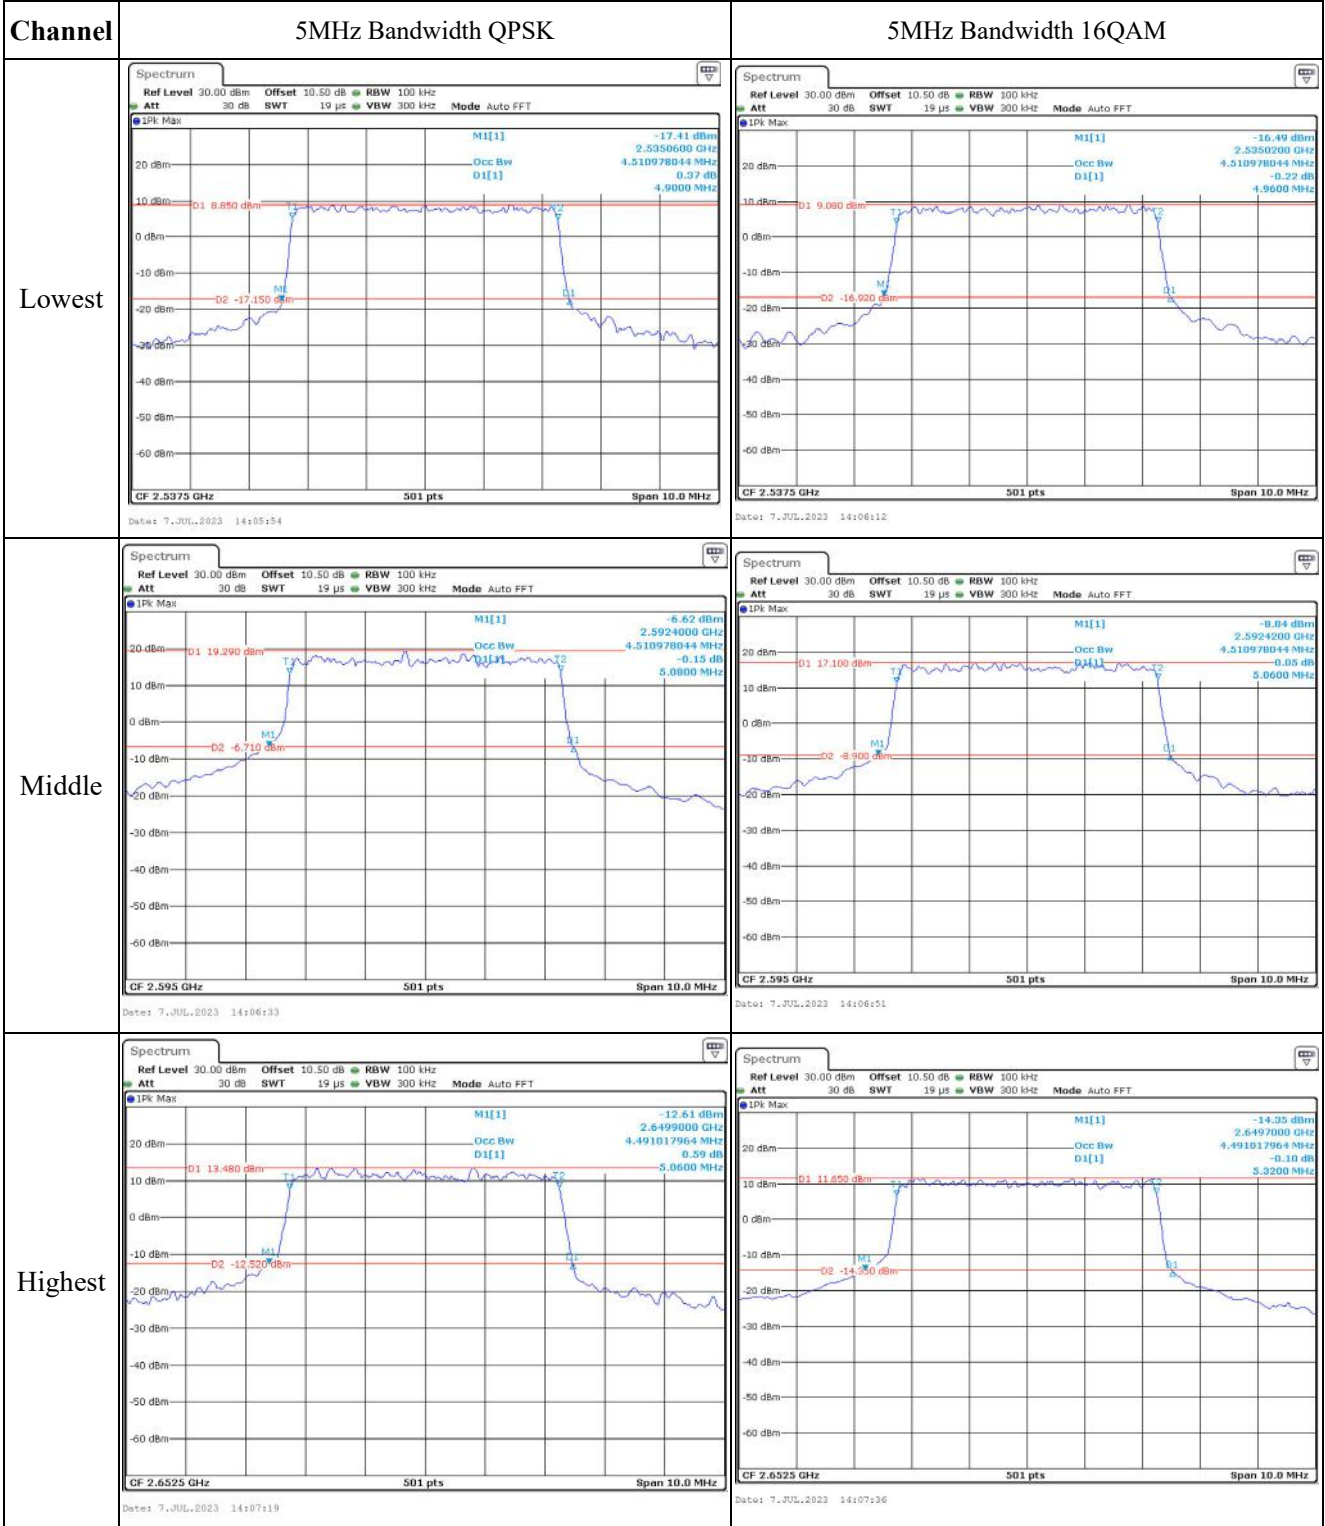 Channel 5MHz Bandwidth QPSK 5MHz Bandwidth 16QAM
Lowest
Spectrum
Ref Level 30.00 dBm Offset 10.50 dB RBW 100 kHz
Att 30 dB SWT 19 µs VBW 300 kHz Mode Auto FFT
1Pk Max
M1[1] -17.41 dBm
2.5350600 GHz
Occ Bw 4.510978044 MHz
D1[1] 0.37 dB
4.9000 MHz
20 dBm
10 dBm
D1 8.850 dBm
T1
T2
0 dBm
-10 dBm
M1
D1
D2 -17.150 dBm
-20 dBm
-30 dBm
-40 dBm
-50 dBm
-60 dBm
CF 2.5375 GHz 501 pts Span 10.0 MHz
Date: 7.JUL.2023 14:05:54
Spectrum
Ref Level 30.00 dBm Offset 10.50 dB RBW 100 kHz
Att 30 dB SWT 19 µs VBW 300 kHz Mode Auto FFT
1Pk Max
M1[1] -16.49 dBm
2.5350200 GHz
Occ Bw 4.510978044 MHz
D1[1] -0.22 dB
4.9600 MHz
20 dBm
10 dBm
D1 9.080 dBm
T1
T2
0 dBm
-10 dBm
M1
D1
D2 -16.920 dBm
-20 dBm
-30 dBm
-40 dBm
-50 dBm
-60 dBm
CF 2.5375 GHz 501 pts Span 10.0 MHz
Date: 7.JUL.2023 14:06:12
Middle
Spectrum
Ref Level 30.00 dBm Offset 10.50 dB RBW 100 kHz
Att 30 dB SWT 19 µs VBW 300 kHz Mode Auto FFT
1Pk Max
M1[1] -6.62 dBm
2.5924000 GHz
Occ Bw 4.510978044 MHz
D1[1] -0.15 dB
5.0800 MHz
20 dBm
D1 19.290 dBm
T1
T2
10 dBm
0 dBm
M1
D1
D2 -6.710 dBm
-10 dBm
-20 dBm
-30 dBm
-40 dBm
-50 dBm
-60 dBm
CF 2.595 GHz 501 pts Span 10.0 MHz
Date: 7.JUL.2023 14:06:33
Spectrum
Ref Level 30.00 dBm Offset 10.50 dB RBW 100 kHz
Att 30 dB SWT 19 µs VBW 300 kHz Mode Auto FFT
1Pk Max
M1[1] -8.84 dBm
2.5924200 GHz
Occ Bw 4.510978044 MHz
D1[1] 0.05 dB
5.0600 MHz
20 dBm
D1 17.100 dBm
T1
T2
10 dBm
0 dBm
M1
D1
D2 -8.900 dBm
-10 dBm
-20 dBm
-30 dBm
-40 dBm
-50 dBm
-60 dBm
CF 2.595 GHz 501 pts Span 10.0 MHz
Date: 7.JUL.2023 14:06:51
Highest
Spectrum
Ref Level 30.00 dBm Offset 10.50 dB RBW 100 kHz
Att 30 dB SWT 19 µs VBW 300 kHz Mode Auto FFT
1Pk Max
M1[1] -12.61 dBm
2.6499000 GHz
Occ Bw 4.491017964 MHz
D1[1] 0.59 dB
5.0600 MHz
20 dBm
D1 13.480 dBm
T1
T2
10 dBm
0 dBm
-10 dBm
M1
D1
D2 -12.520 dBm
-20 dBm
-30 dBm
-40 dBm
-50 dBm
-60 dBm
CF 2.6525 GHz 501 pts Span 10.0 MHz
Date: 7.JUL.2023 14:07:19
Spectrum
Ref Level 30.00 dBm Offset 10.50 dB RBW 100 kHz
Att 30 dB SWT 19 µs VBW 300 kHz Mode Auto FFT
1Pk Max
M1[1] -14.35 dBm
2.6497000 GHz
Occ Bw 4.491017964 MHz
D1[1] -0.10 dB
5.3200 MHz
20 dBm
D1 11.650 dBm
T1
T2
10 dBm
0 dBm
-10 dBm
M1
D1
D2 -14.350 dBm
-20 dBm
-30 dBm
-40 dBm
-50 dBm
-60 dBm
CF 2.6525 GHz 501 pts Span 10.0 MHz
Date: 7.JUL.2023 14:07:36